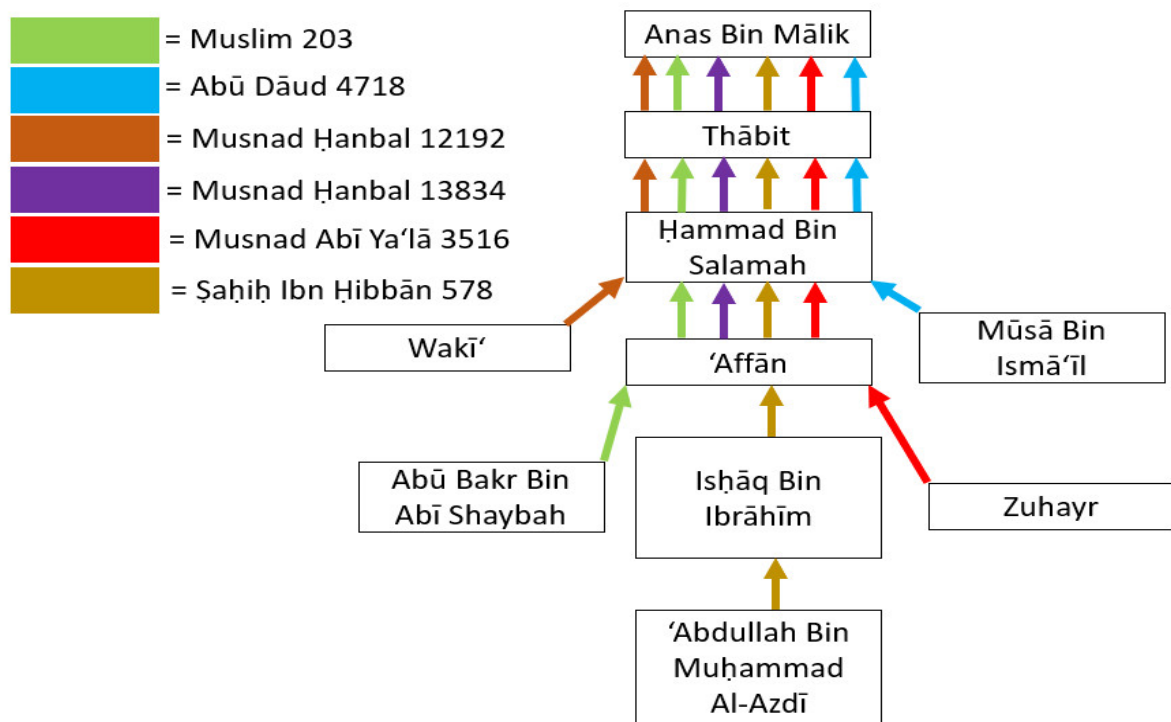 = Muslim 203
= Abū Dāud 4718
= Musnad Ḥanbal 12192
= Musnad Ḥanbal 13834
= Musnad Abī Ya‘lā 3516
= Ṣaḥiḥ Ibn Ḥibbān 578
Anas Bin Mālik
Thābit
Ḥammad Bin
Salamah
Wakī‘
‘Affān
Mūsā Bin
Ismā‘īl
Abū Bakr Bin
Abī Shaybah
Isḥāq Bin
Ibrāhīm
Zuhayr
‘Abdullah Bin
Muḥammad
Al-Azdī